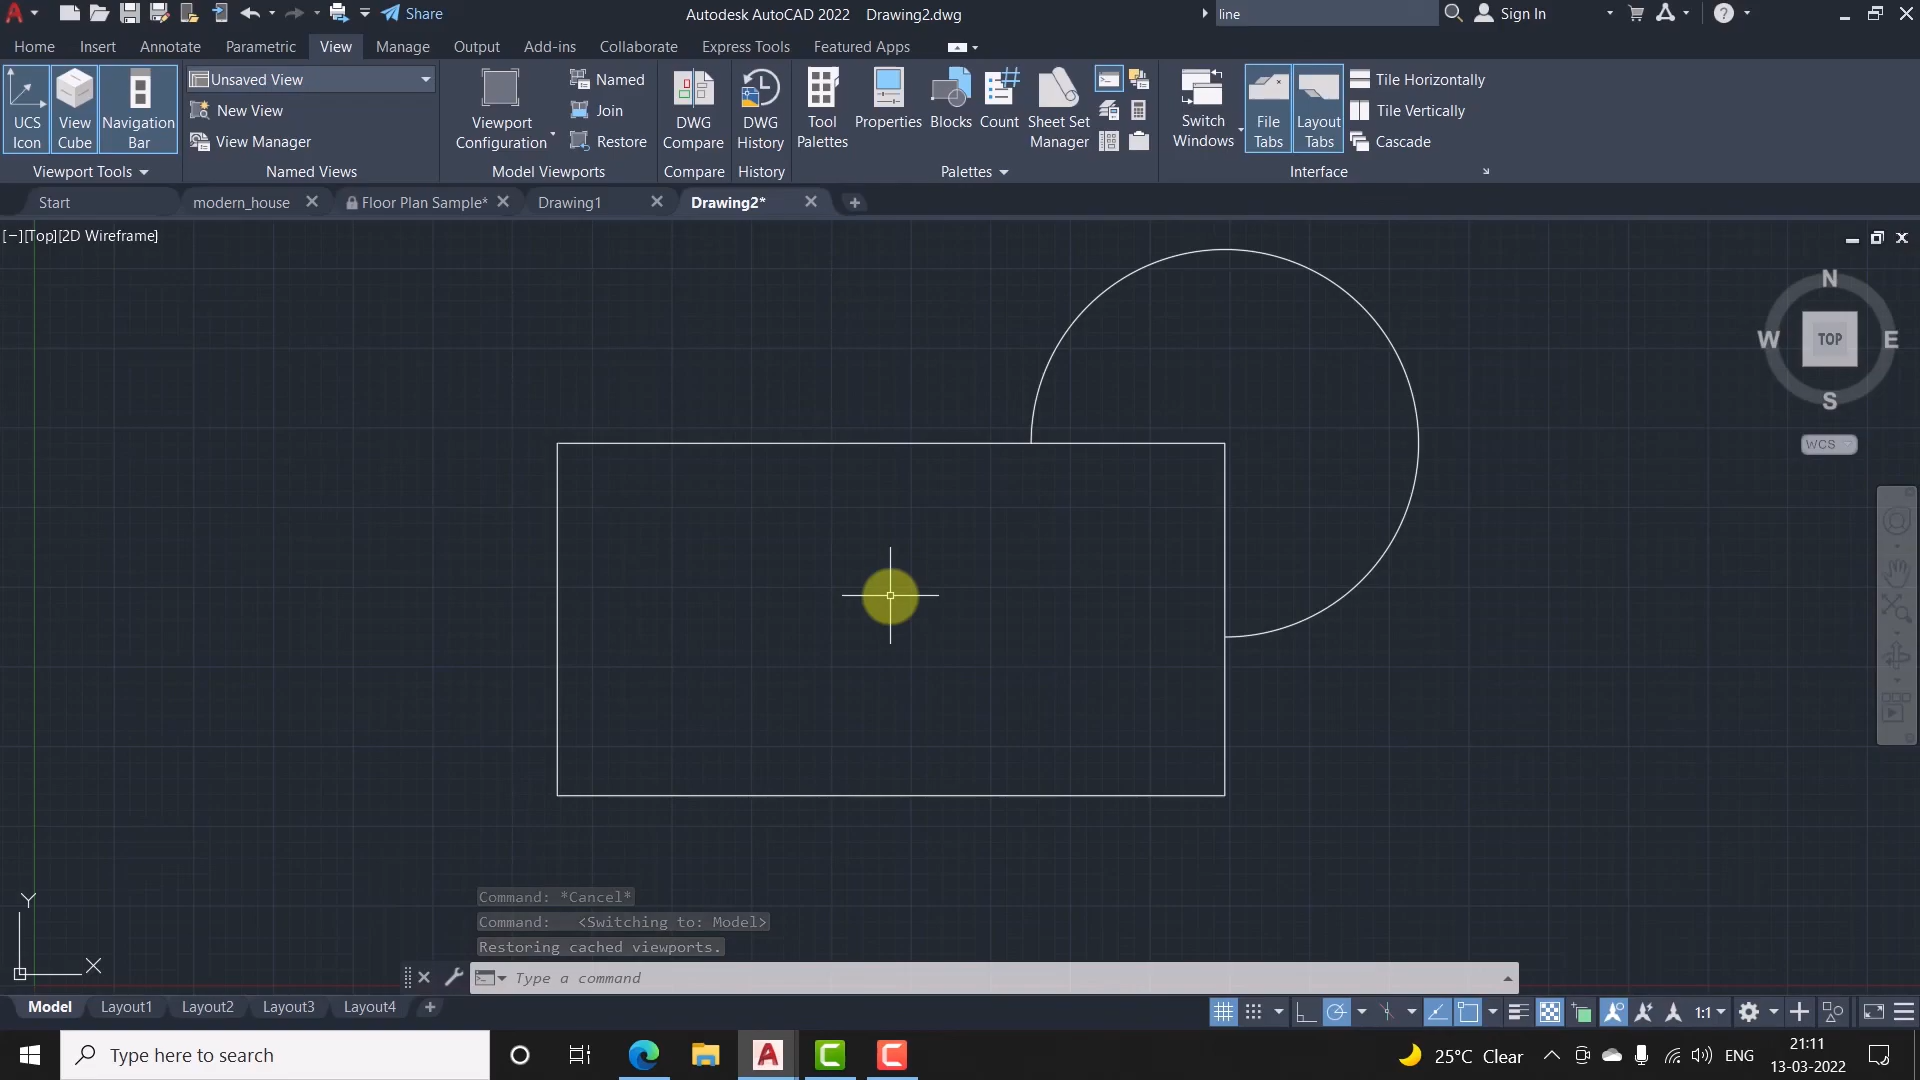 Share
Autodesk AutoCAD 2022 Drawing2.dwg
line
Sign In
Home Insert Annotate Parametric View Manage Output Add-ins Collaborate Express Tools Featured Apps
UCS Icon
View Cube
Navigation Bar
Viewport Tools
Unsaved View
New View
View Manager
Named Views
Viewport Configuration
Named
Join
Restore
Model Viewports
DWG Compare
Compare
DWG History
History
Tool Palettes
Properties
Blocks
Count
Sheet Set Manager
Palettes
Switch Windows
File Tabs
Layout Tabs
Tile Horizontally
Tile Vertically
Cascade
Interface
Start modern_house Floor Plan Sample* Drawing1 Drawing2*
[−][Top][2D Wireframe]
N
W TOP E
S
WCS
Y
X
Command: *Cancel*
Command: <Switching to: Model>
Restoring cached viewports.
Type a command
Model Layout1 Layout2 Layout3 Layout4
1:1
Type here to search
25°C Clear
ENG
21:11
13-03-2022